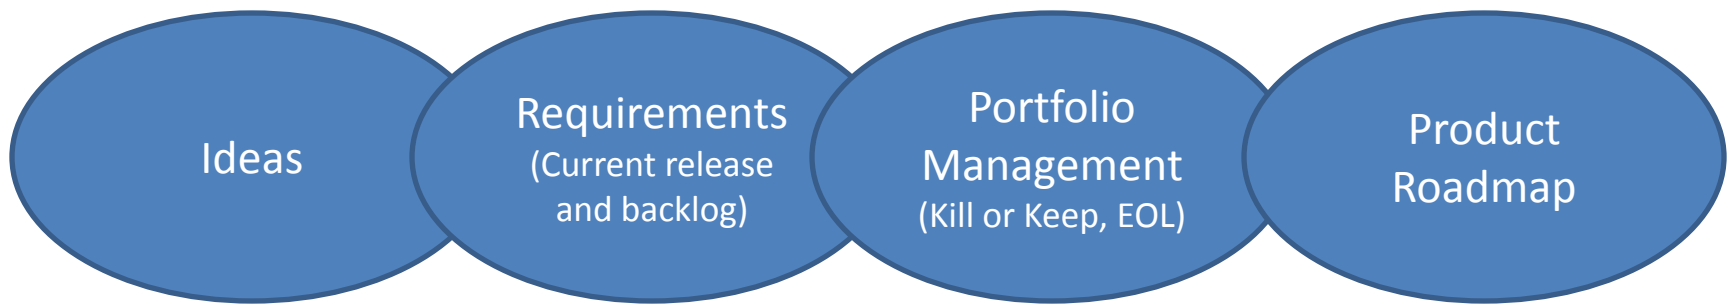 Ideas
Requirements
(Current release
and backlog)
Portfolio
Management
(Kill or Keep, EOL)
Product
Roadmap